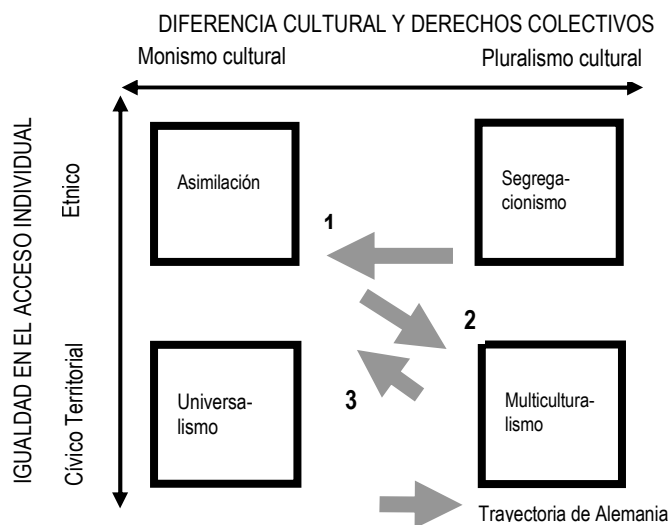 DIFERENCIA CULTURAL Y DERECHOS COLECTIVOS
Monismo cultural
Pluralismo cultural
IGUALDAD EN EL ACCESO INDIVIDUAL
Etnico
Asimilación
Segrega-
cionismo
1
2
Cívico Territorial
Universa-
lismo
3
Multicultura-
lismo
Trayectoria de Alemania